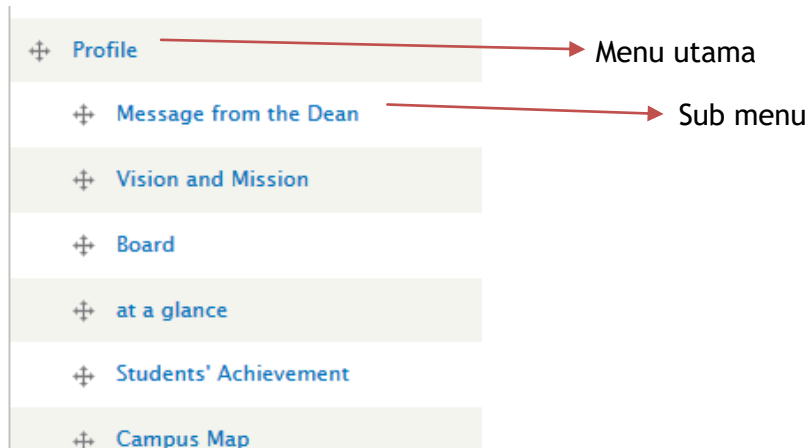 Profile
Menu utama
Message from the Dean
Sub menu
Vision and Mission
Board
at a glance
Students' Achievement
Campus Map